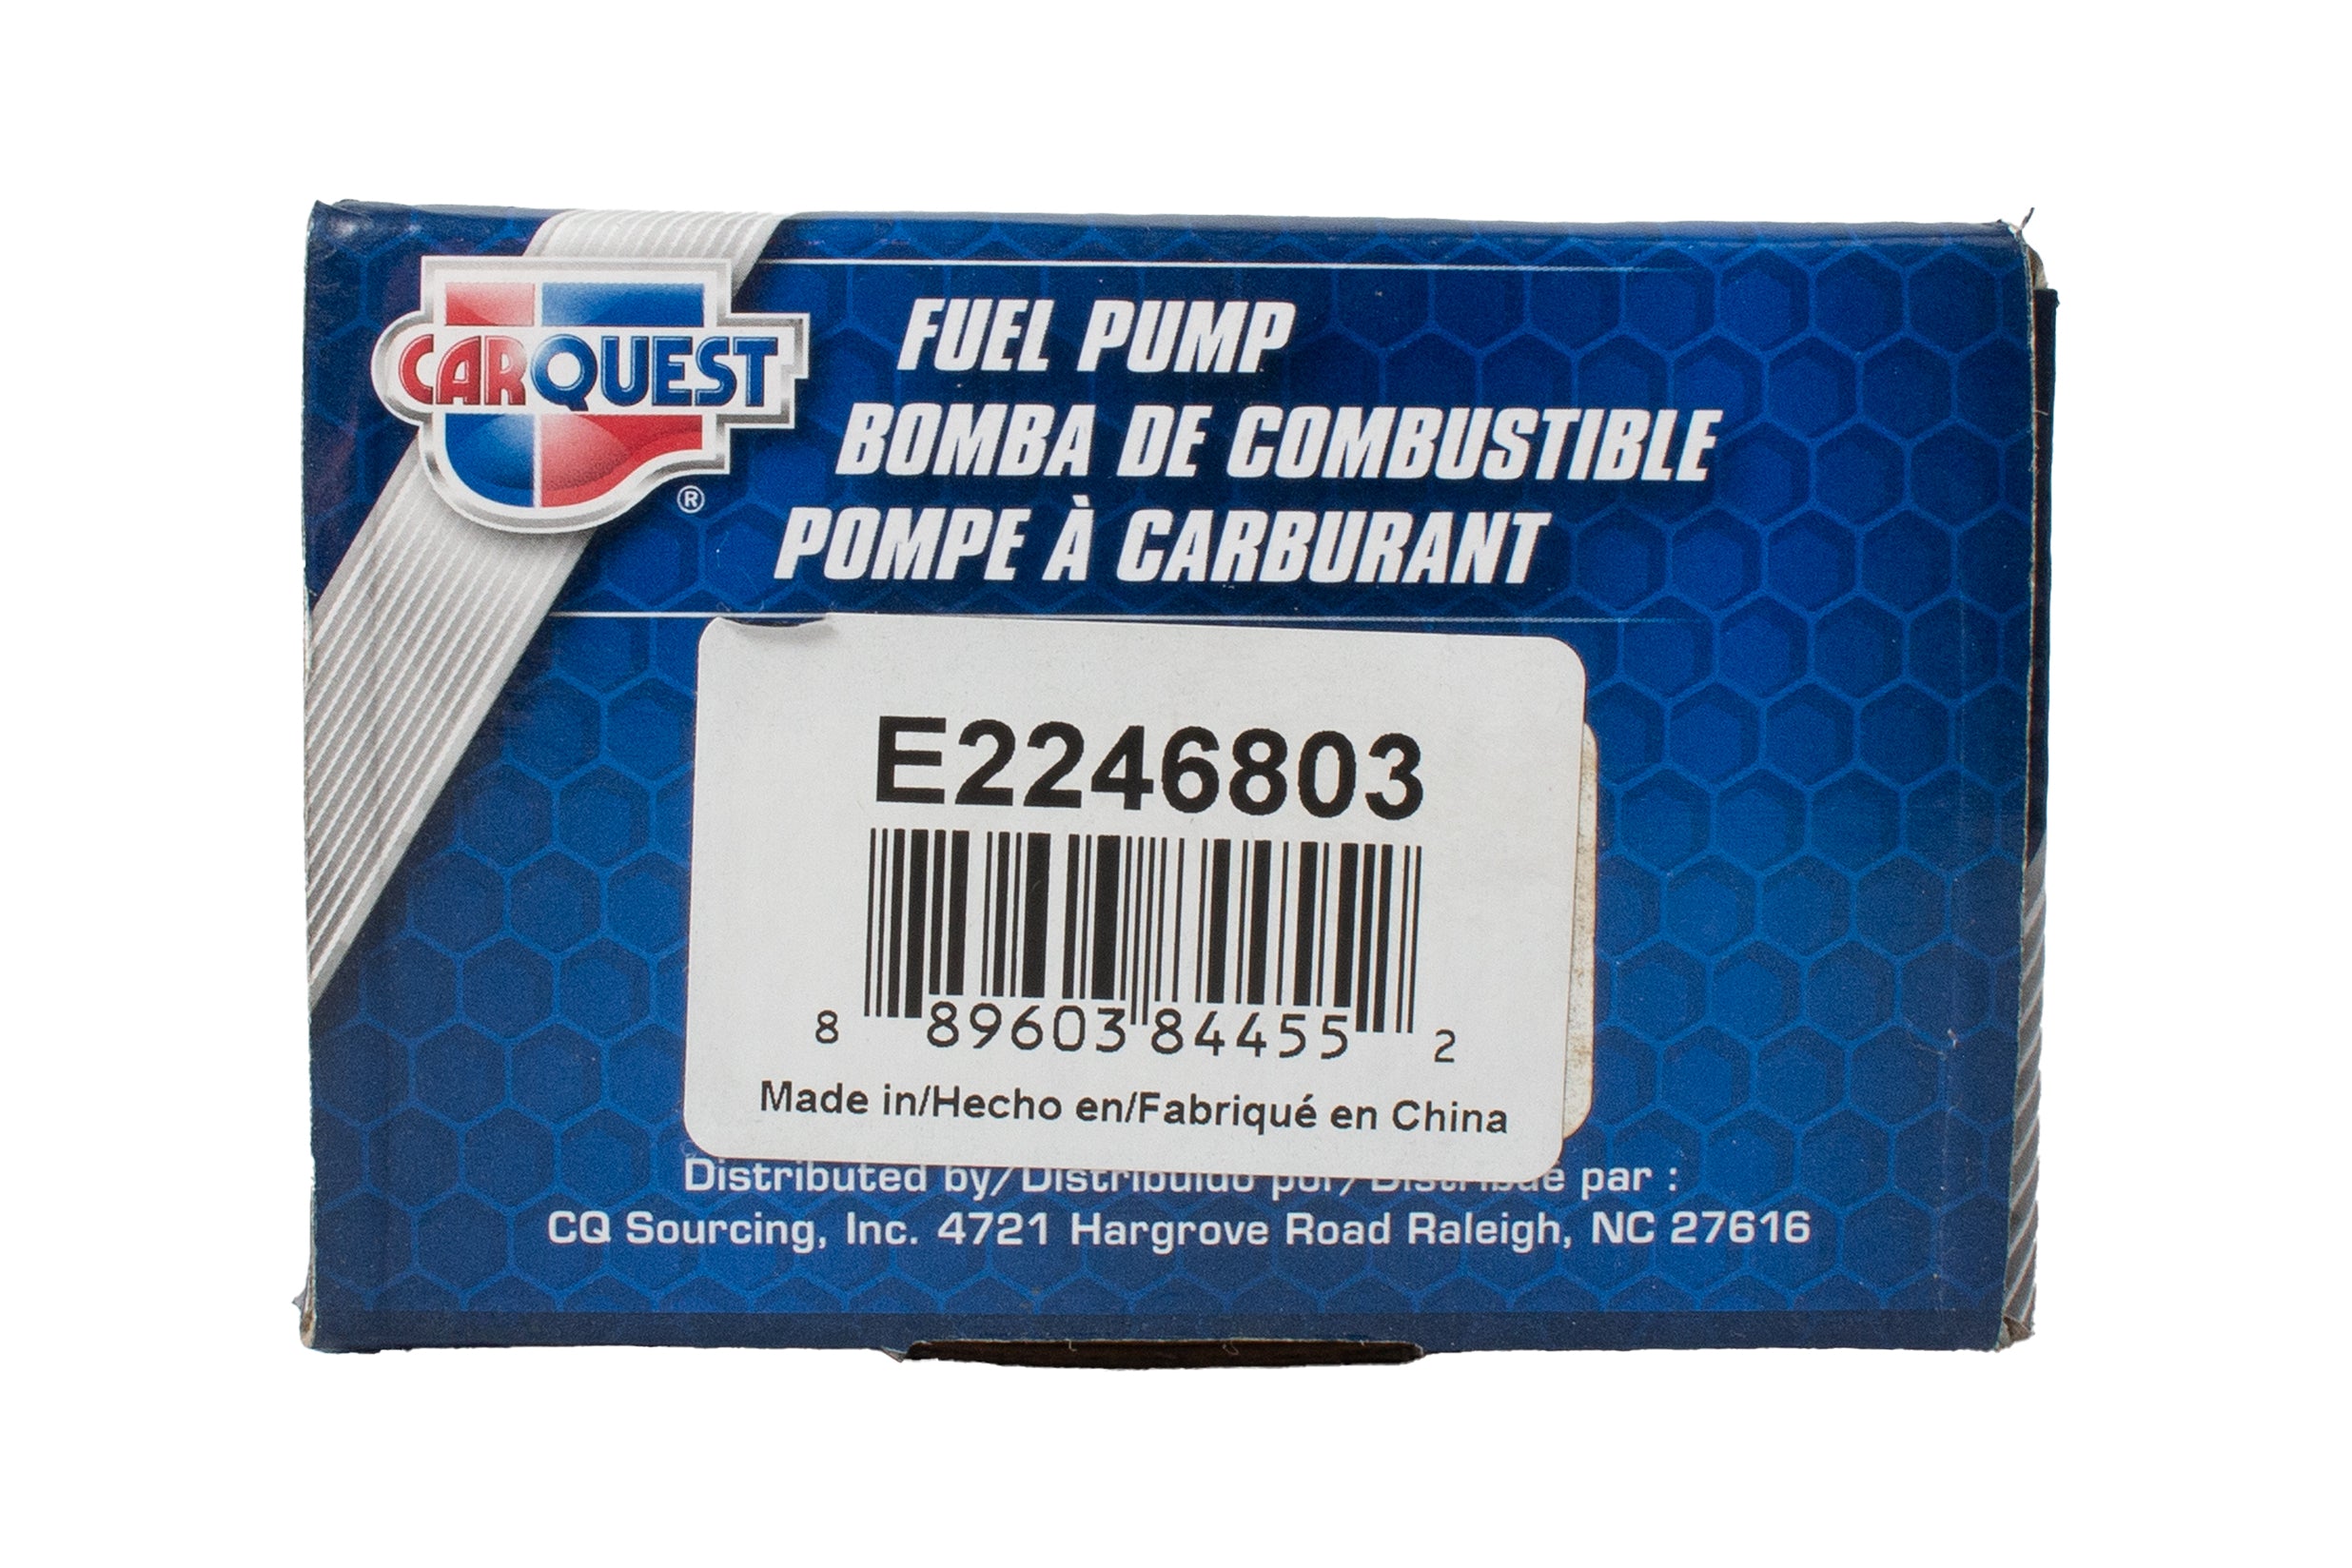 CARQUEST
®
FUEL PUMP
BOMBA DE COMBUSTIBLE
POMPE À CARBURANT
E2246803
8 89603 84455 2
Made in/Hecho en/Fabriqué en China
Distributed by/Distribuido por/Distribué par :
CQ Sourcing, Inc. 4721 Hargrove Road Raleigh, NC 27616